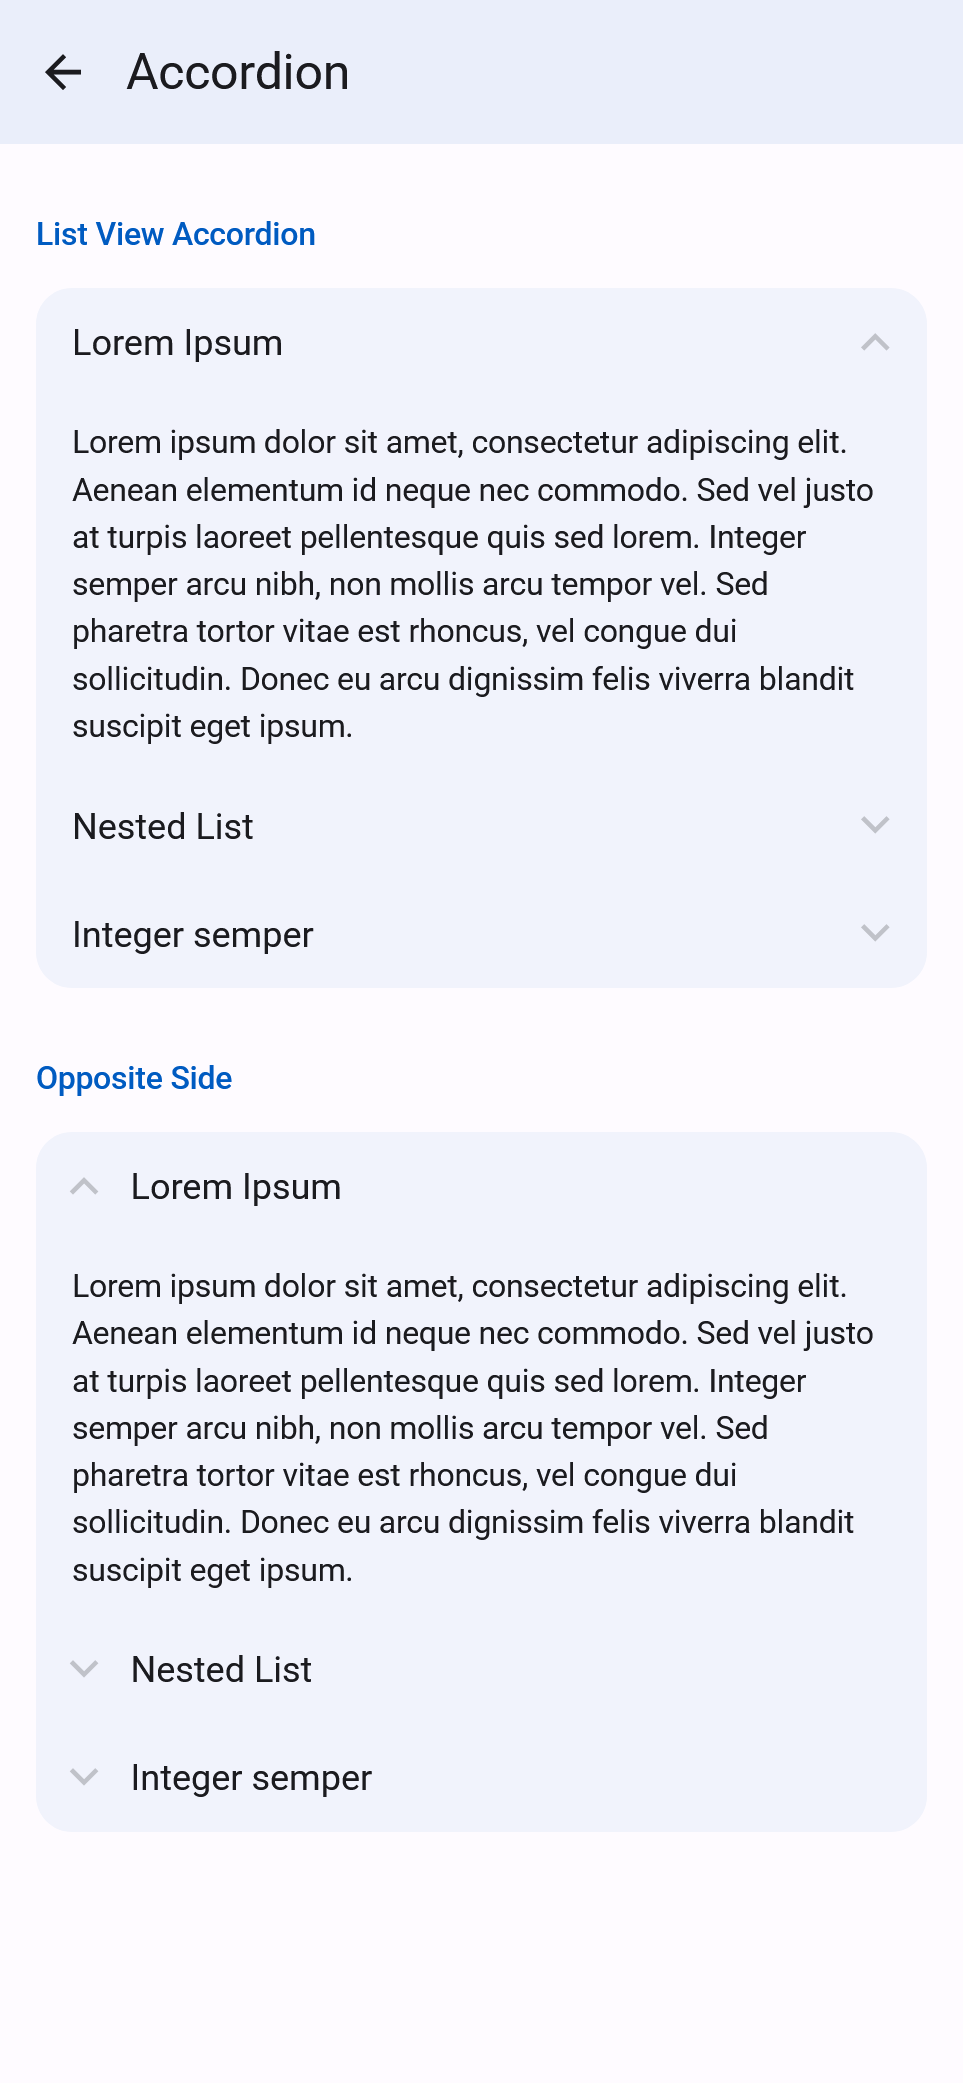 Accordion
List View Accordion
Lorem Ipsum
Lorem ipsum dolor sit amet, consectetur adipiscing elit.
Aenean elementum id neque nec commodo. Sed vel justo
at turpis laoreet pellentesque quis sed lorem. Integer
semper arcu nibh, non mollis arcu tempor vel. Sed
pharetra tortor vitae est rhoncus, vel congue dui
sollicitudin. Donec eu arcu dignissim felis viverra blandit
suscipit eget ipsum.
Nested List
Integer semper
Opposite Side
Lorem Ipsum
Lorem ipsum dolor sit amet, consectetur adipiscing elit.
Aenean elementum id neque nec commodo. Sed vel justo
at turpis laoreet pellentesque quis sed lorem. Integer
semper arcu nibh, non mollis arcu tempor vel. Sed
pharetra tortor vitae est rhoncus, vel congue dui
sollicitudin. Donec eu arcu dignissim felis viverra blandit
suscipit eget ipsum.
Nested List
Integer semper